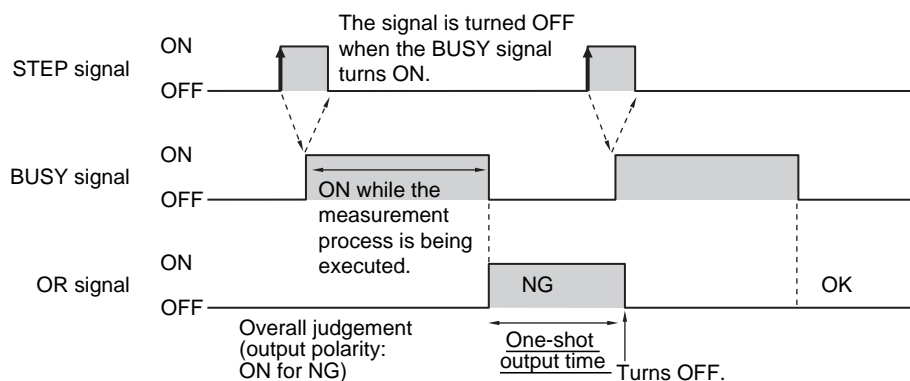 The signal is turned OFF
when the BUSY signal
turns ON.
STEP signal
ON
OFF
BUSY signal
ON
OFF
ON while the
measurement
process is being
executed.
OR signal
ON
OFF
NG
OK
Overall judgement
(output polarity:
ON for NG)
One-shot
output time
Turns OFF.